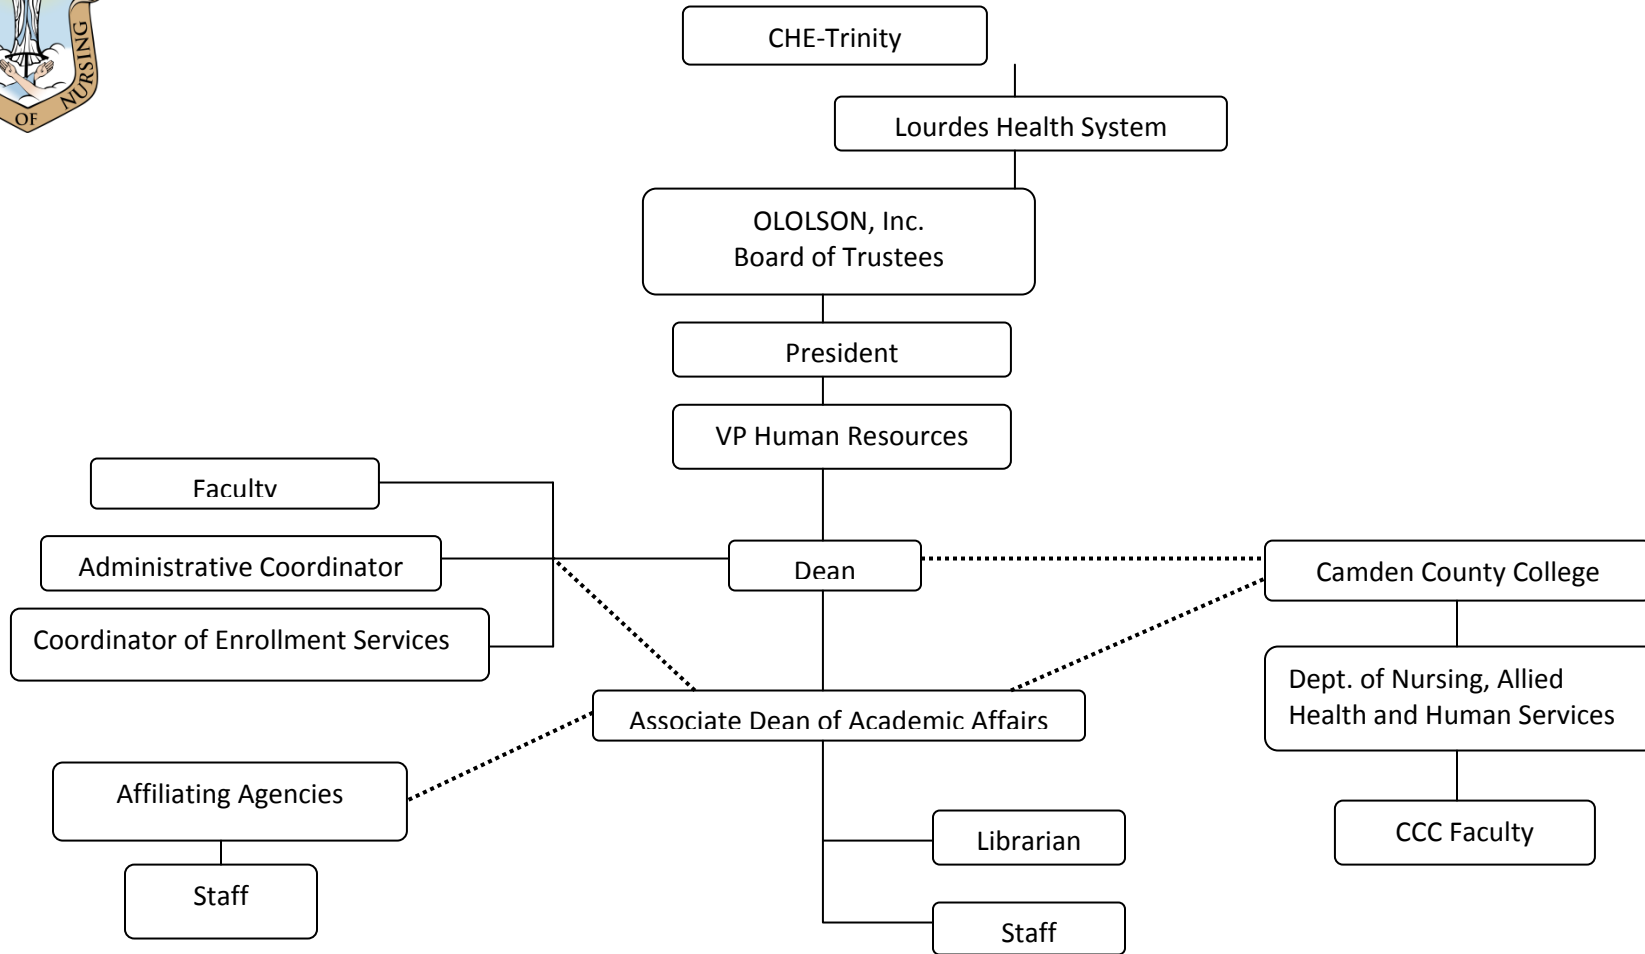 OF NURSING
CHE-Trinity
Lourdes Health System
OLOLSON, Inc.
Board of Trustees
President
VP Human Resources
Faculty
Administrative Coordinator
Dean
Camden County College
Coordinator of Enrollment Services
Dept. of Nursing, Allied
Health and Human Services
Associate Dean of Academic Affairs
Affiliating Agencies
Librarian
CCC Faculty
Staff
Staff